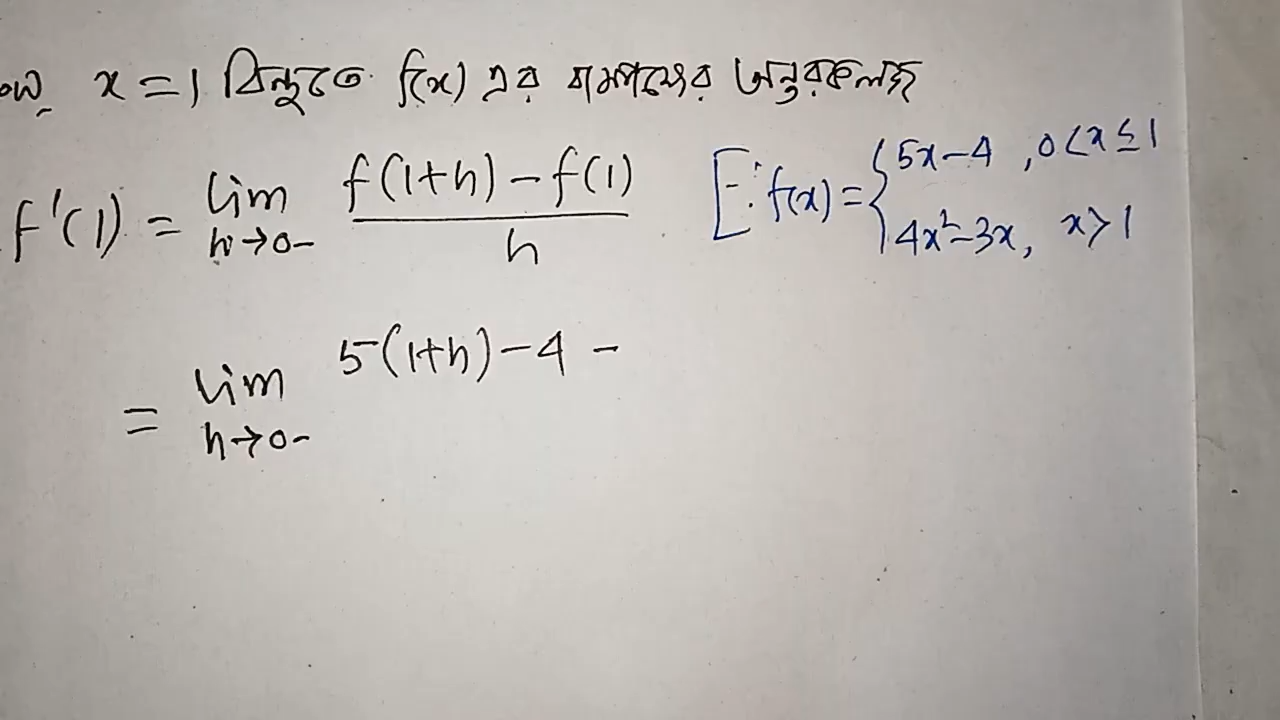 x = 1 বিন্দুতে f(x) এর বামপক্ষের অন্তরকলজ
f'(1) = lim h→0- f(1+h) - f(1) / h [∵ f(x) = { 5x-4 , 0<x≤1
4x²-3x, x>1
= lim h→0- 5(1+h) - 4 -